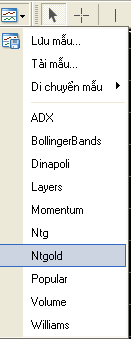 Lưu mẫu...
Tải mẫu...
Di chuyển mẫu
ADX
BollingerBands
Dinapoli
Layers
Momentum
Ntg
Ntgold
Popular
Volume
Williams